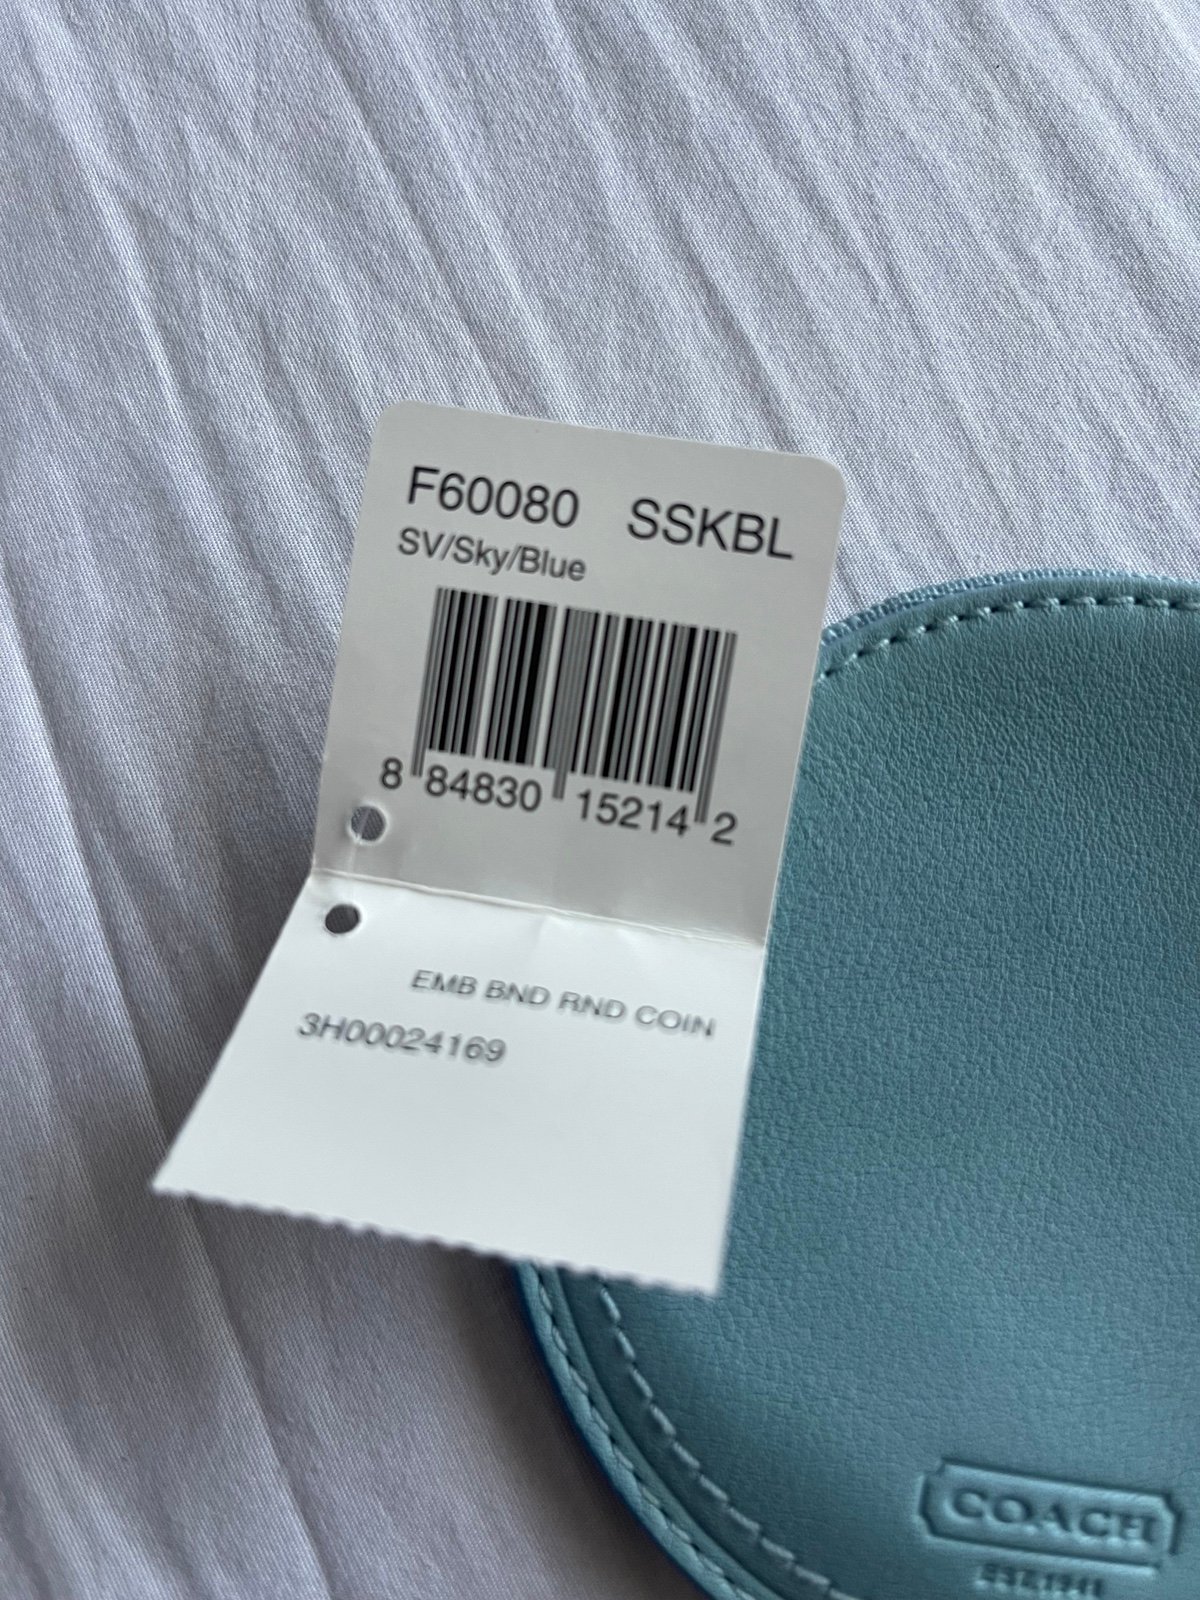 F60080 SSKBL
SV/Sky/Blue
8 84830 15214 2
EMB BND RND COIN
3H00024169
COACH